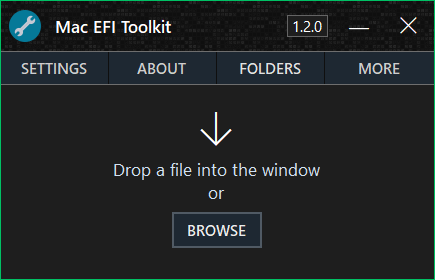 Mac EFI Toolkit 1.2.0
SETTINGS ABOUT FOLDERS MORE
Drop a file into the window
or
BROWSE